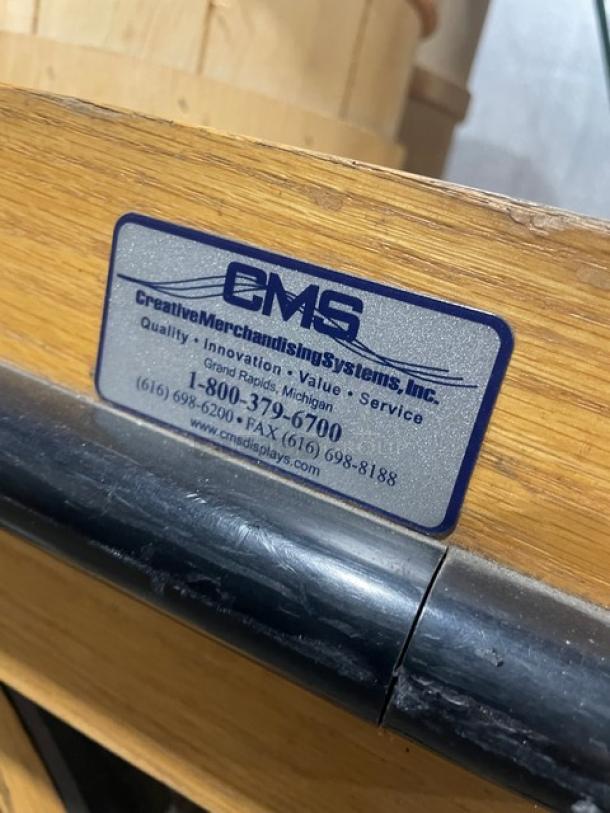 CMS
CreativeMerchandisingSystems, Inc.
Quality • Innovation • Value • Service
Grand Rapids, Michigan
1-800-379-6700
(616) 698-6200 • FAX (616) 698-8188
www.cmsdisplays.com